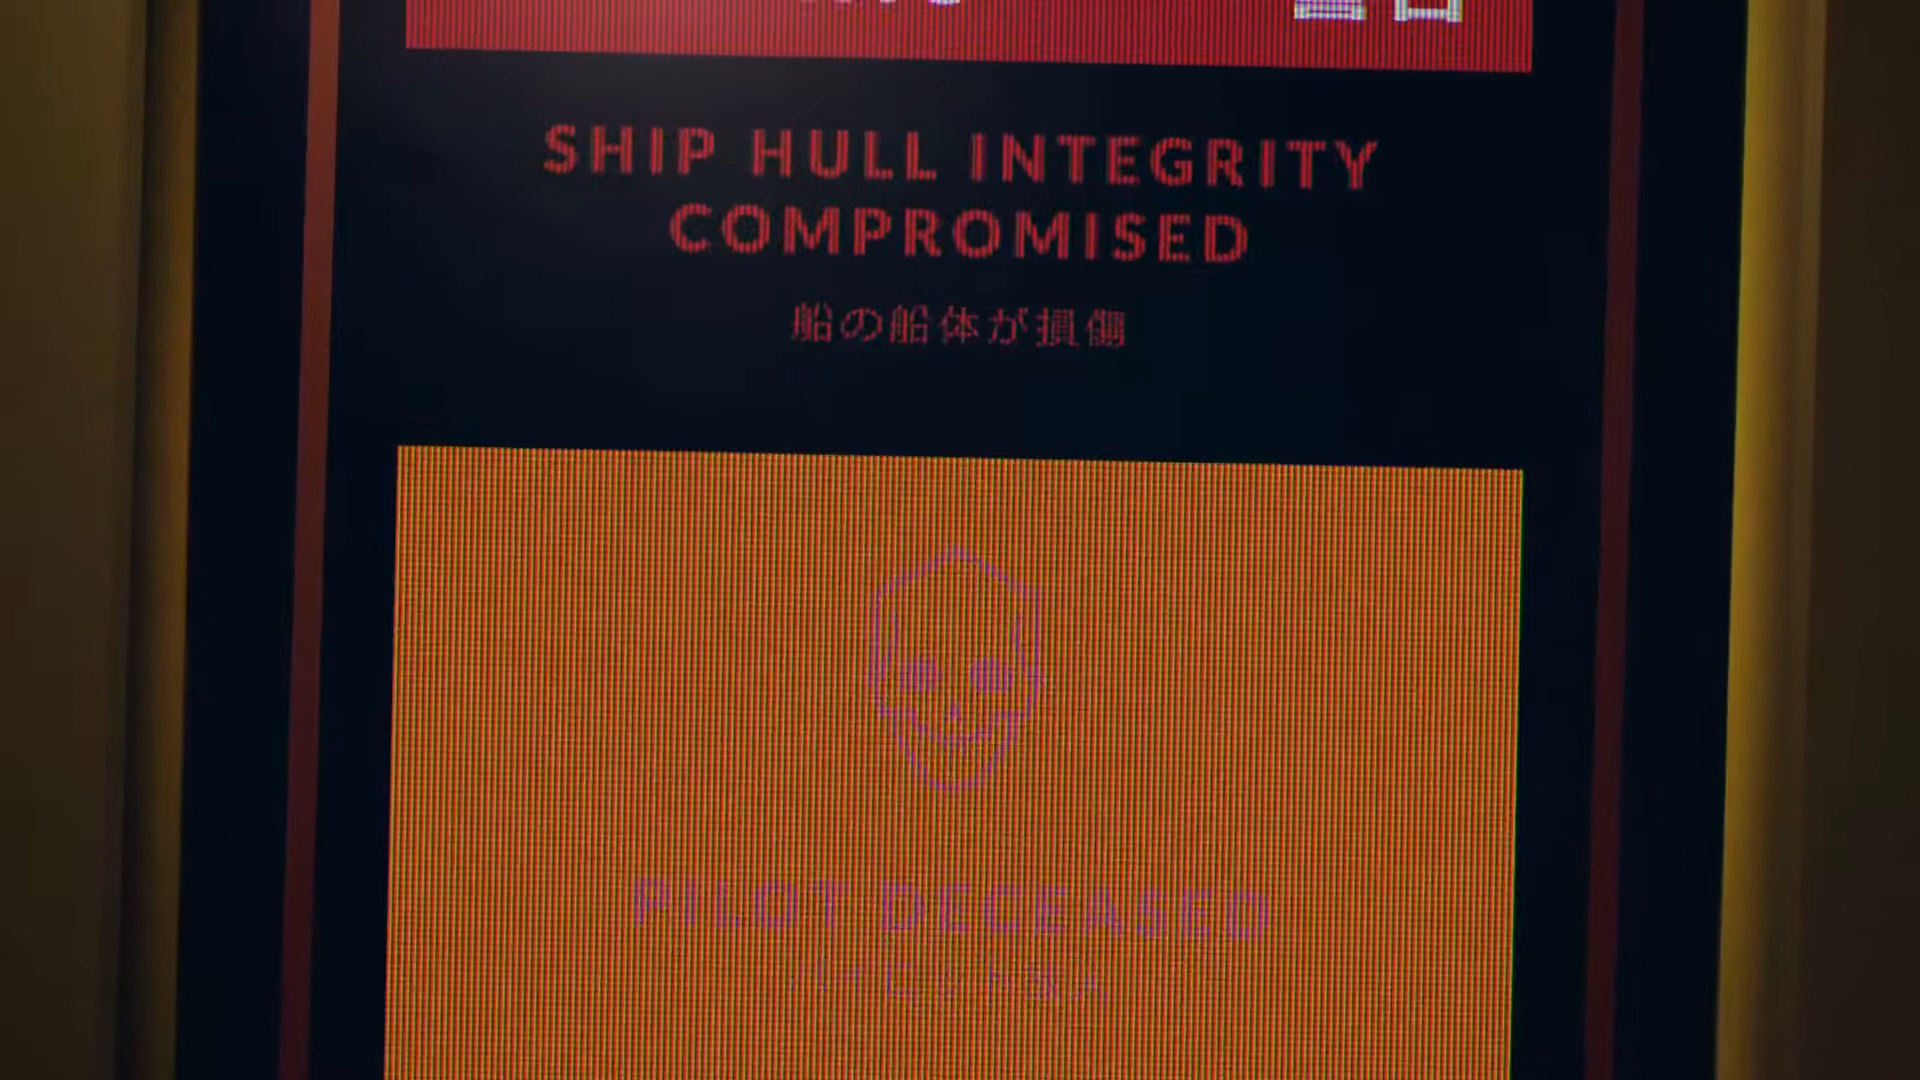 SHIP HULL INTEGRITY
COMPROMISED
船の船体が損傷
PILOT DECEASED